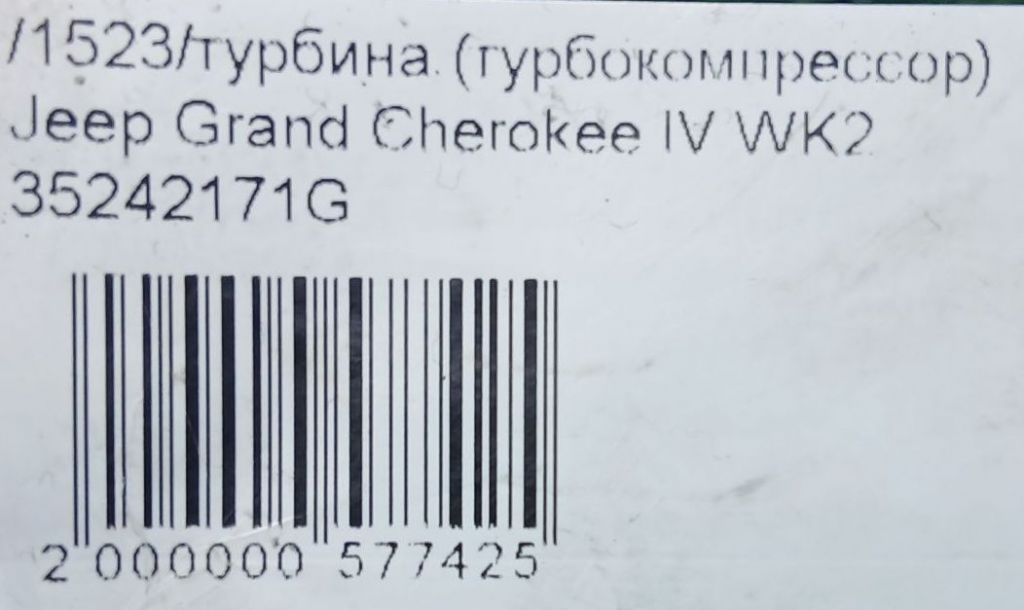 /1523/турбина (турбокомпрессор)
Jeep Grand Cherokee IV WK2
35242171G
2 000000 577425